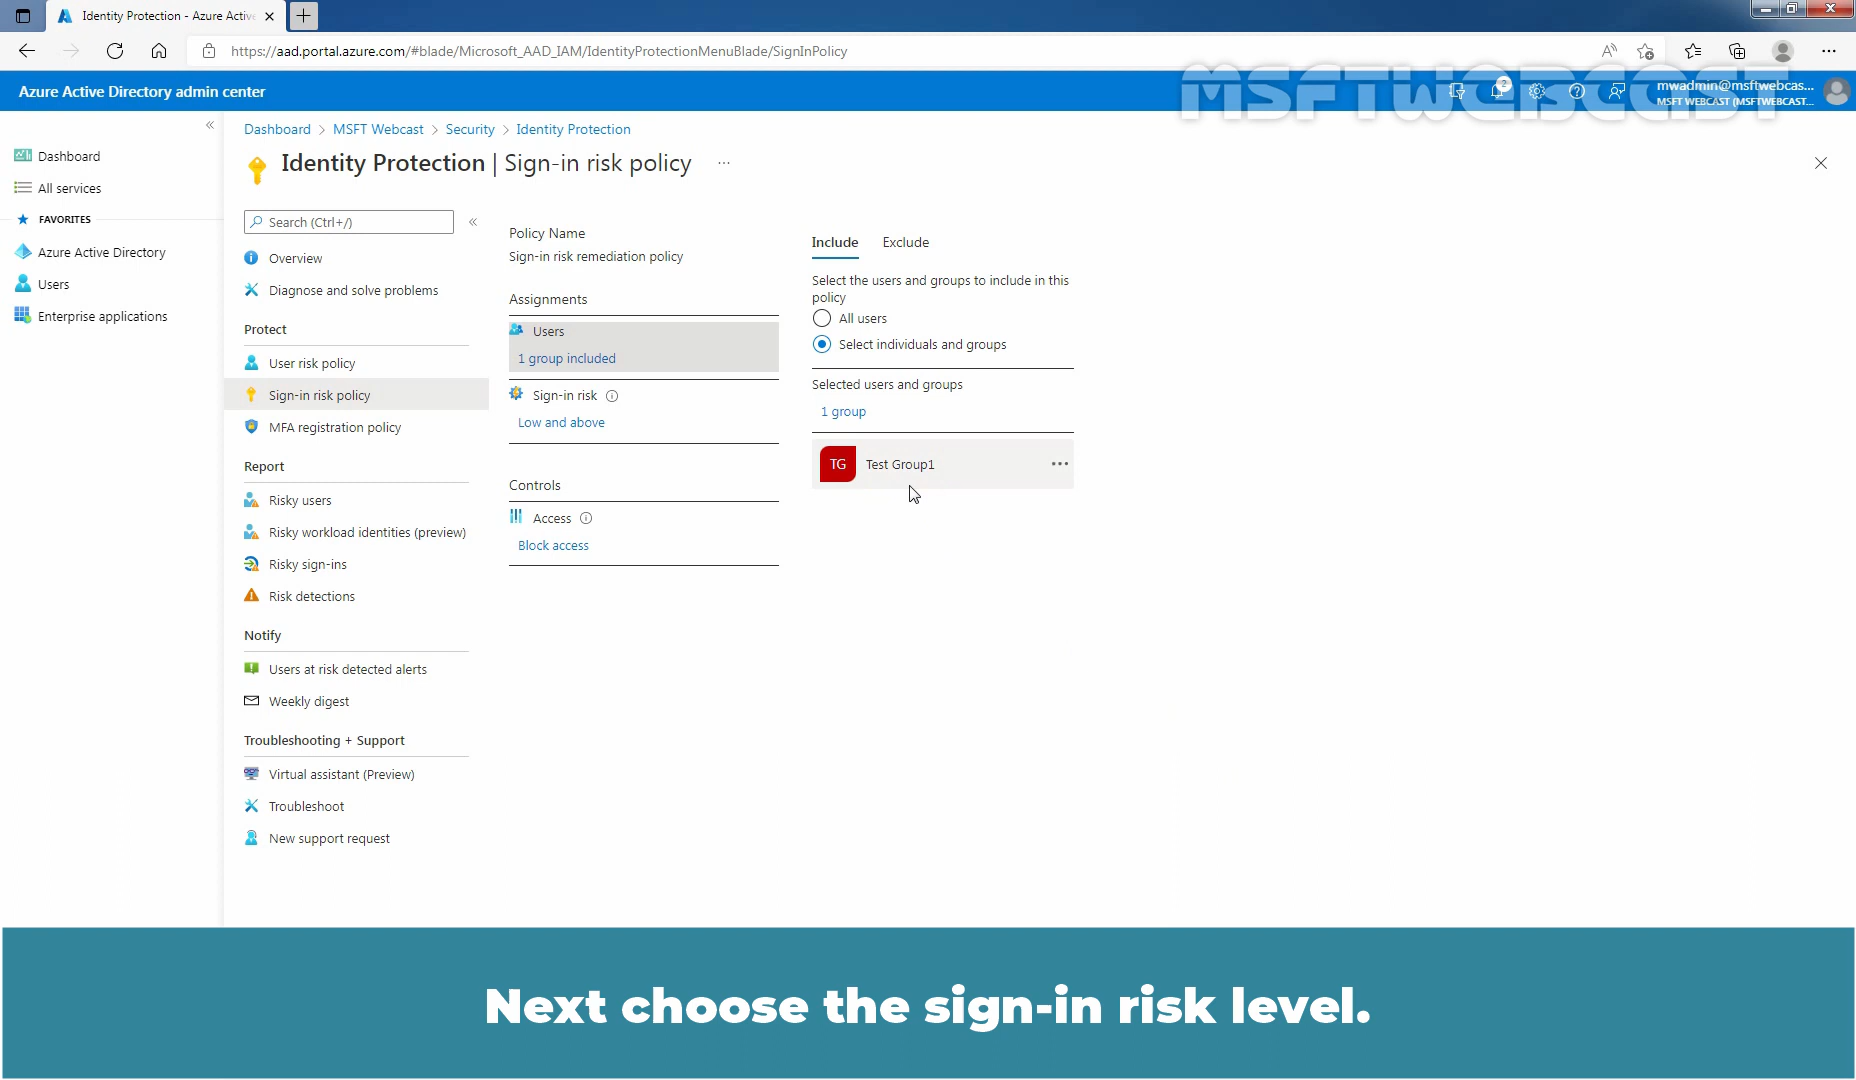 Identity Protection - Azure Activ
https://aad.portal.azure.com/#blade/Microsoft_AAD_IAM/IdentityProtectionMenuBlade/SignInPolicy
Azure Active Directory admin center
2
mwadmin@msftwebcas...
MSFT WEBCAST (MSFTWEBCAST...
MSFTWEBCAST
Dashboard > MSFT Webcast > Security > Identity Protection
Identity Protection | Sign-in risk policy ...
Dashboard
All services
FAVORITES
Azure Active Directory
Users
Enterprise applications
Search (Ctrl+/)
Overview
Diagnose and solve problems
Protect
User risk policy
Sign-in risk policy
MFA registration policy
Report
Risky users
Risky workload identities (preview)
Risky sign-ins
Risk detections
Notify
Users at risk detected alerts
Weekly digest
Troubleshooting + Support
Virtual assistant (Preview)
Troubleshoot
New support request
Policy Name
Sign-in risk remediation policy
Assignments
Users
1 group included
Sign-in risk
Low and above
Controls
Access
Block access
Include Exclude
Select the users and groups to include in this
policy
All users
Select individuals and groups
Selected users and groups
1 group
TG Test Group1
Next choose the sign-in risk level.